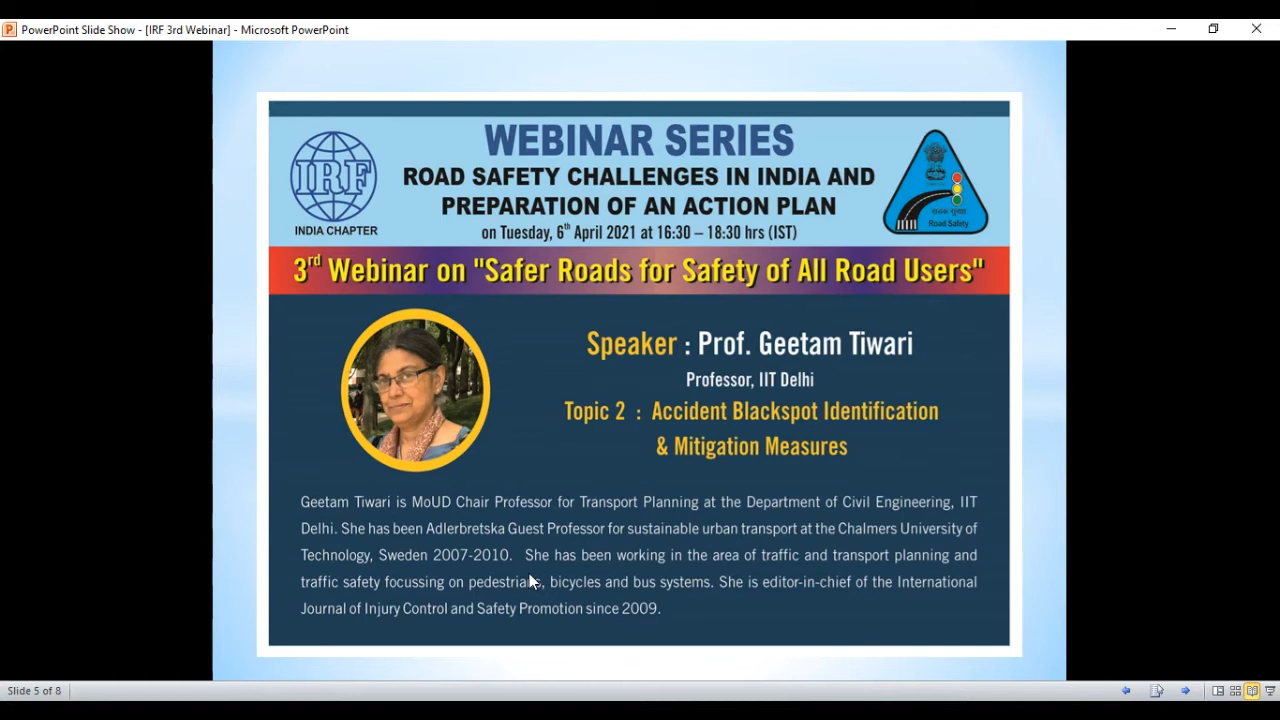 PowerPoint Slide Show - [IRF 3rd Webinar] - Microsoft PowerPoint
WEBINAR SERIES
ROAD SAFETY CHALLENGES IN INDIA AND
PREPARATION OF AN ACTION PLAN
on Tuesday, 6th April 2021 at 16:30 – 18:30 hrs (IST)
IRF
INDIA CHAPTER
सड़क सुरक्षा
Road Safety
3rd Webinar on "Safer Roads for Safety of All Road Users"
Speaker : Prof. Geetam Tiwari
Professor, IIT Delhi
Topic 2 : Accident Blackspot Identification
& Mitigation Measures
Geetam Tiwari is MoUD Chair Professor for Transport Planning at the Department of Civil Engineering, IIT
Delhi. She has been Adlerbretska Guest Professor for sustainable urban transport at the Chalmers University of
Technology, Sweden 2007-2010. She has been working in the area of traffic and transport planning and
traffic safety focussing on pedestrians, bicycles and bus systems. She is editor-in-chief of the International
Journal of Injury Control and Safety Promotion since 2009.
Slide 5 of 8